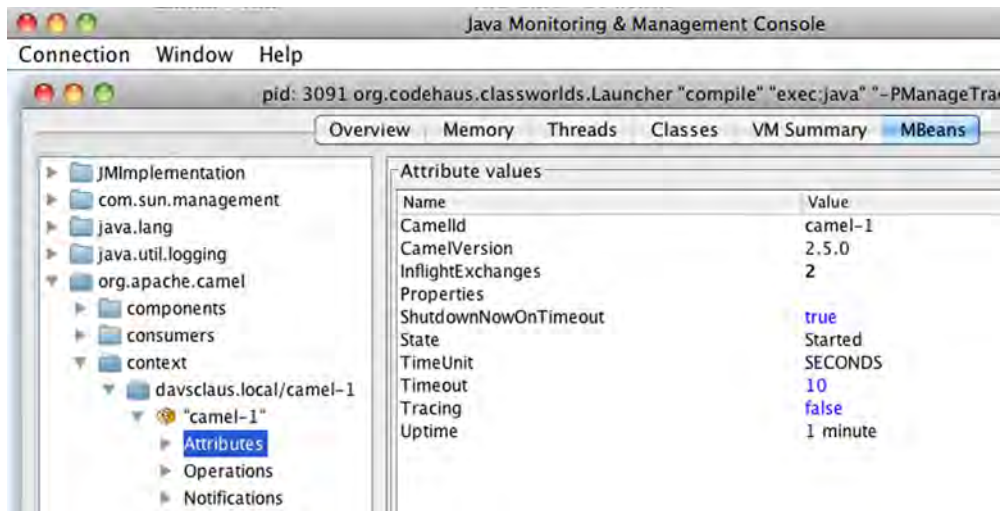 Java Monitoring & Management Console
Connection Window Help
pid: 3091 org.codehaus.classworlds.Launcher "compile" "exec:java" "-PManageTrac
Overview Memory Threads Classes VM Summary MBeans
JMImplementation
com.sun.management
java.lang
java.util.logging
org.apache.camel
components
consumers
context
davsclaus.local/camel-1
"camel-1"
Attributes
Operations
Notifications
Attribute values
Name Value
CamelId camel-1
CamelVersion 2.5.0
InflightExchanges 2
Properties
ShutdownNowOnTimeout true
State Started
TimeUnit SECONDS
Timeout 10
Tracing false
Uptime 1 minute